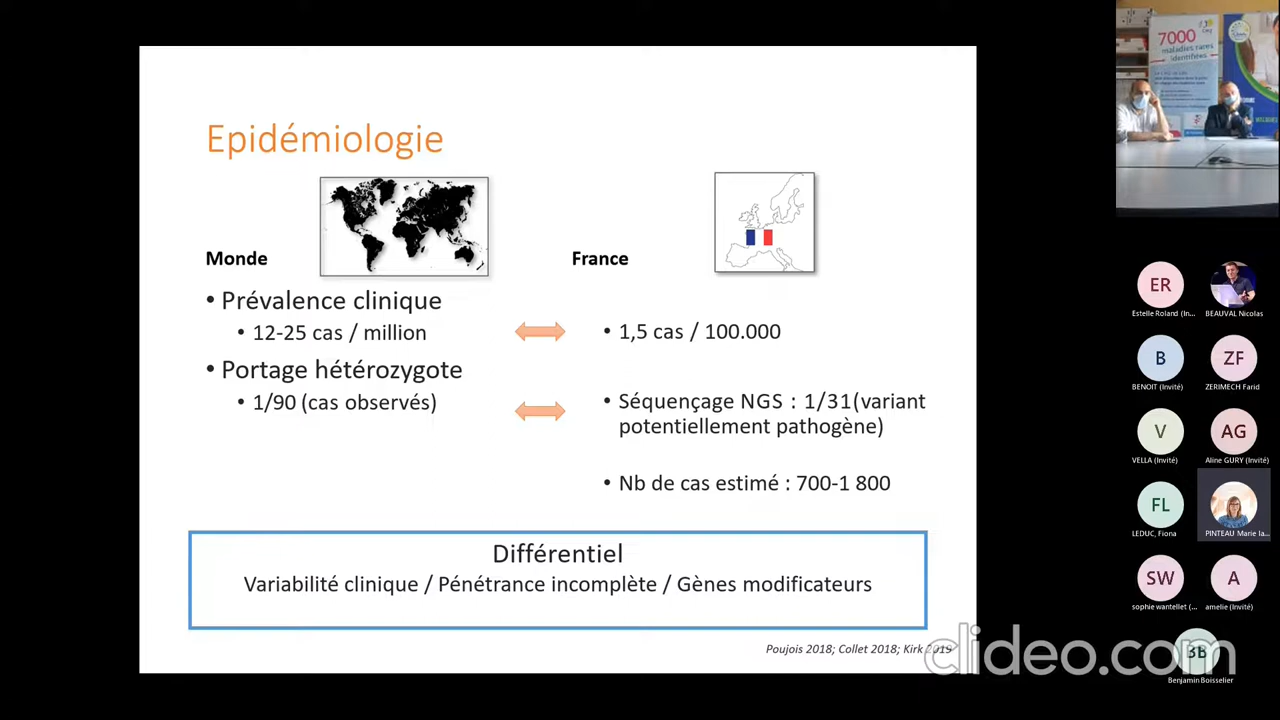 Epidémiologie
Monde
France
• Prévalence clinique
• 12-25 cas / million
• 1,5 cas / 100.000
• Portage hétérozygote
• 1/90 (cas observés)
• Séquençage NGS : 1/31(variant
potentiellement pathogène)
• Nb de cas estimé : 700-1 800
Différentiel
Variabilité clinique / Pénétrance incomplète / Gènes modificateurs
Poujois 2018; Collet 2018; Kirk 2019
7000
maladies rares
identifiées
ER
Estelle Roland (In...
BEAUVAL Nicolas
B
BENOIT (Invité)
ZF
ZERIMECH Farid
V
VELLA (Invité)
AG
Aline GURY (Invité)
FL
LEDUC, Fiona
PINTEAU Marie la...
SW
sophie wantellet (...
A
amelie (Invité)
BB
Benjamin Boisselier
clideo.com